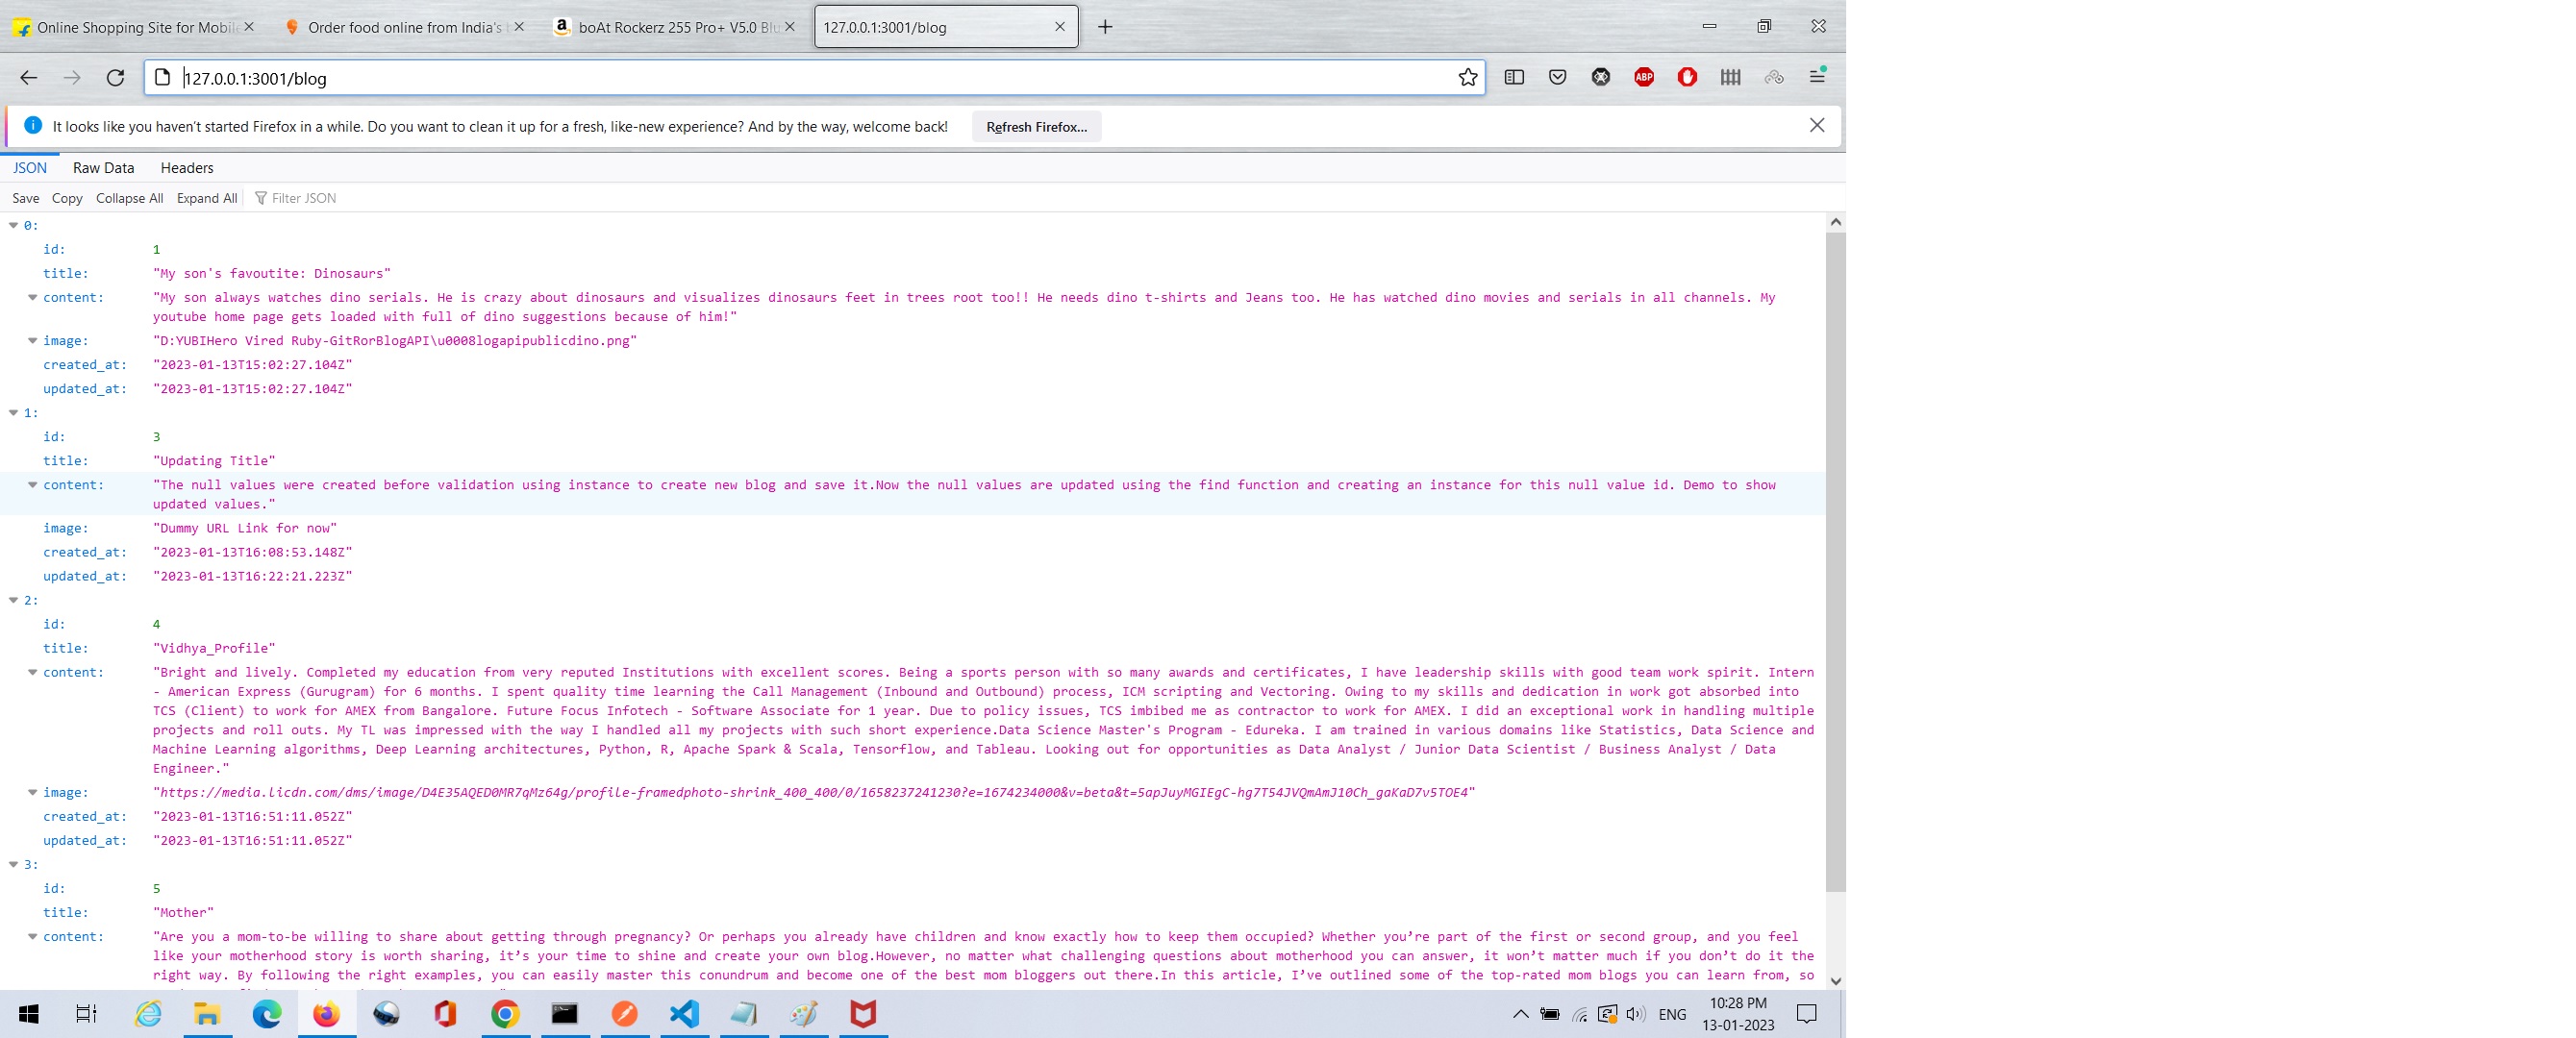 Online Shopping Site for Mobile
Order food online from India's
boAt Rockerz 255 Pro+ V5.0 Blu
127.0.0.1:3001/blog
127.0.0.1:3001/blog
ABP
It looks like you haven't started Firefox in a while. Do you want to clean it up for a fresh, like-new experience? And by the way, welcome back! Refresh Firefox...
JSON Raw Data Headers
Save Copy Collapse All Expand All Filter JSON
0:
id: 1
title: "My son's favoutite: Dinosaurs"
content: "My son always watches dino serials. He is crazy about dinosaurs and visualizes dinosaurs feet in trees root too!! He needs dino t-shirts and Jeans too. He has watched dino movies and serials in all channels. My
youtube home page gets loaded with full of dino suggestions because of him!"
image: "D:YUBIHero Vired Ruby-GitRorBlogAPI\u0008logapipublicdino.png"
created_at: "2023-01-13T15:02:27.104Z"
updated_at: "2023-01-13T15:02:27.104Z"
1:
id: 3
title: "Updating Title"
content: "The null values were created before validation using instance to create new blog and save it.Now the null values are updated using the find function and creating an instance for this null value id. Demo to show
updated values."
image: "Dummy URL Link for now"
created_at: "2023-01-13T16:08:53.148Z"
updated_at: "2023-01-13T16:22:21.223Z"
2:
id: 4
title: "Vidhya_Profile"
content: "Bright and lively. Completed my education from very reputed Institutions with excellent scores. Being a sports person with so many awards and certificates, I have leadership skills with good team work spirit. Intern
- American Express (Gurugram) for 6 months. I spent quality time learning the Call Management (Inbound and Outbound) process, ICM scripting and Vectoring. Owing to my skills and dedication in work got absorbed into
TCS (Client) to work for AMEX from Bangalore. Future Focus Infotech - Software Associate for 1 year. Due to policy issues, TCS imbibed me as contractor to work for AMEX. I did an exceptional work in handling multiple
projects and roll outs. My TL was impressed with the way I handled all my projects with such short experience.Data Science Master's Program - Edureka. I am trained in various domains like Statistics, Data Science and
Machine Learning algorithms, Deep Learning architectures, Python, R, Apache Spark & Scala, Tensorflow, and Tableau. Looking out for opportunities as Data Analyst / Junior Data Scientist / Business Analyst / Data
Engineer."
image: "https://media.licdn.com/dms/image/D4E35AQED0MR7qMz64g/profile-framedphoto-shrink_400_400/0/1658237241230?e=1674234000&v=beta&t=5apJuyMGIEgC-hg7T54JVQmAmJ10Ch_gaKaD7v5TOE4"
created_at: "2023-01-13T16:51:11.052Z"
updated_at: "2023-01-13T16:51:11.052Z"
3:
id: 5
title: "Mother"
content: "Are you a mom-to-be willing to share about getting through pregnancy? Or perhaps you already have children and know exactly how to keep them occupied? Whether you’re part of the first or second group, and you feel
like your motherhood story is worth sharing, it’s your time to shine and create your own blog.However, no matter what challenging questions about motherhood you can answer, it won’t matter much if you don’t do it the
right way. By following the right examples, you can easily master this conundrum and become one of the best mom bloggers out there.In this article, I’ve outlined some of the top-rated mom blogs you can learn from, so
ENG
10:28 PM
13-01-2023